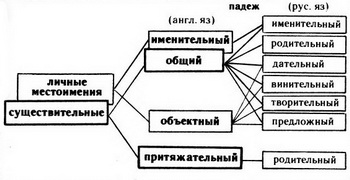 падеж
(англ. яз) (рус. яз)
именительный именительный
общий родительный
дательный
личные местоимения винительный
существительные объектный творительный
предложный
притяжательный родительный